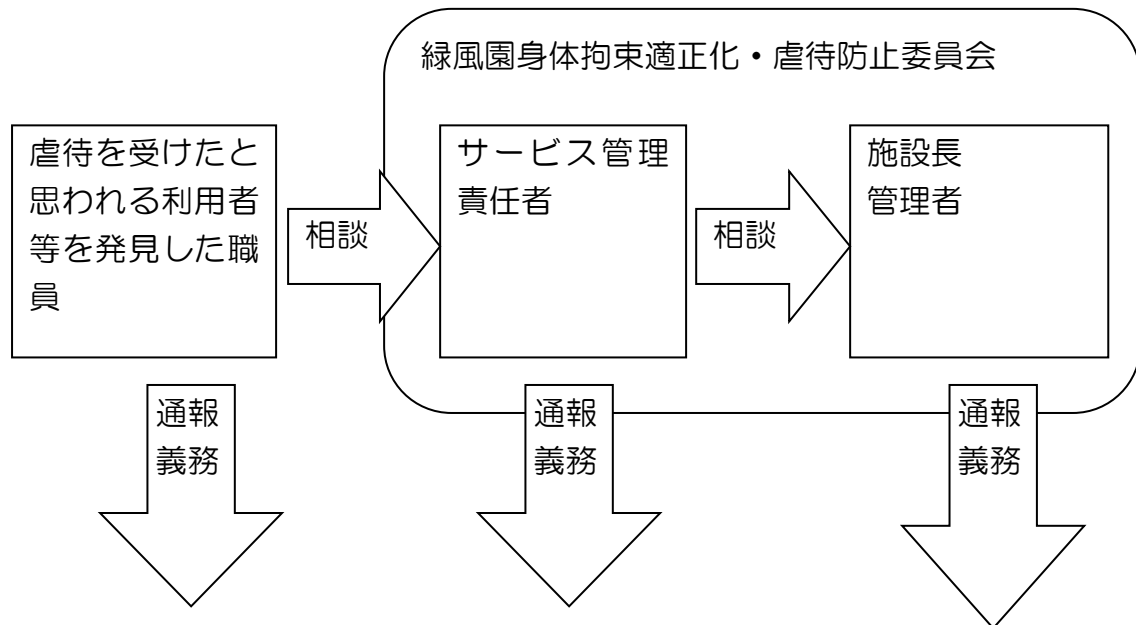 緑風園身体拘束適正化・虐待防止委員会
虐待を受けたと
思われる利用者
等を発見した職
員
相談
サービス管理
責任者
相談
施設長
管理者
通報
義務
通報
義務
通報
義務